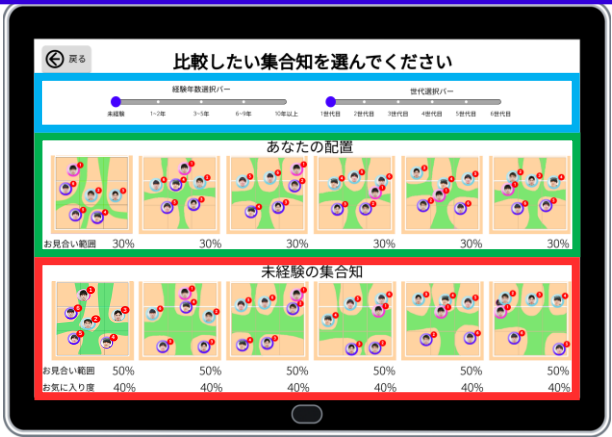 戻る
比較したい集合知を選んでください
経験年数選択バー
世代選択バー
未経験 1~2年 3~5年 6~9年 10年以上
1世代目 2世代目 3世代目 4世代目 5世代目 6世代目
あなたの配置
お見合い範囲 30% 30% 30% 30% 30% 30%
未経験の集合知
お見合い範囲 50% 50% 50% 50% 50% 50%
お気に入り度 40% 40% 40% 40% 40% 40%